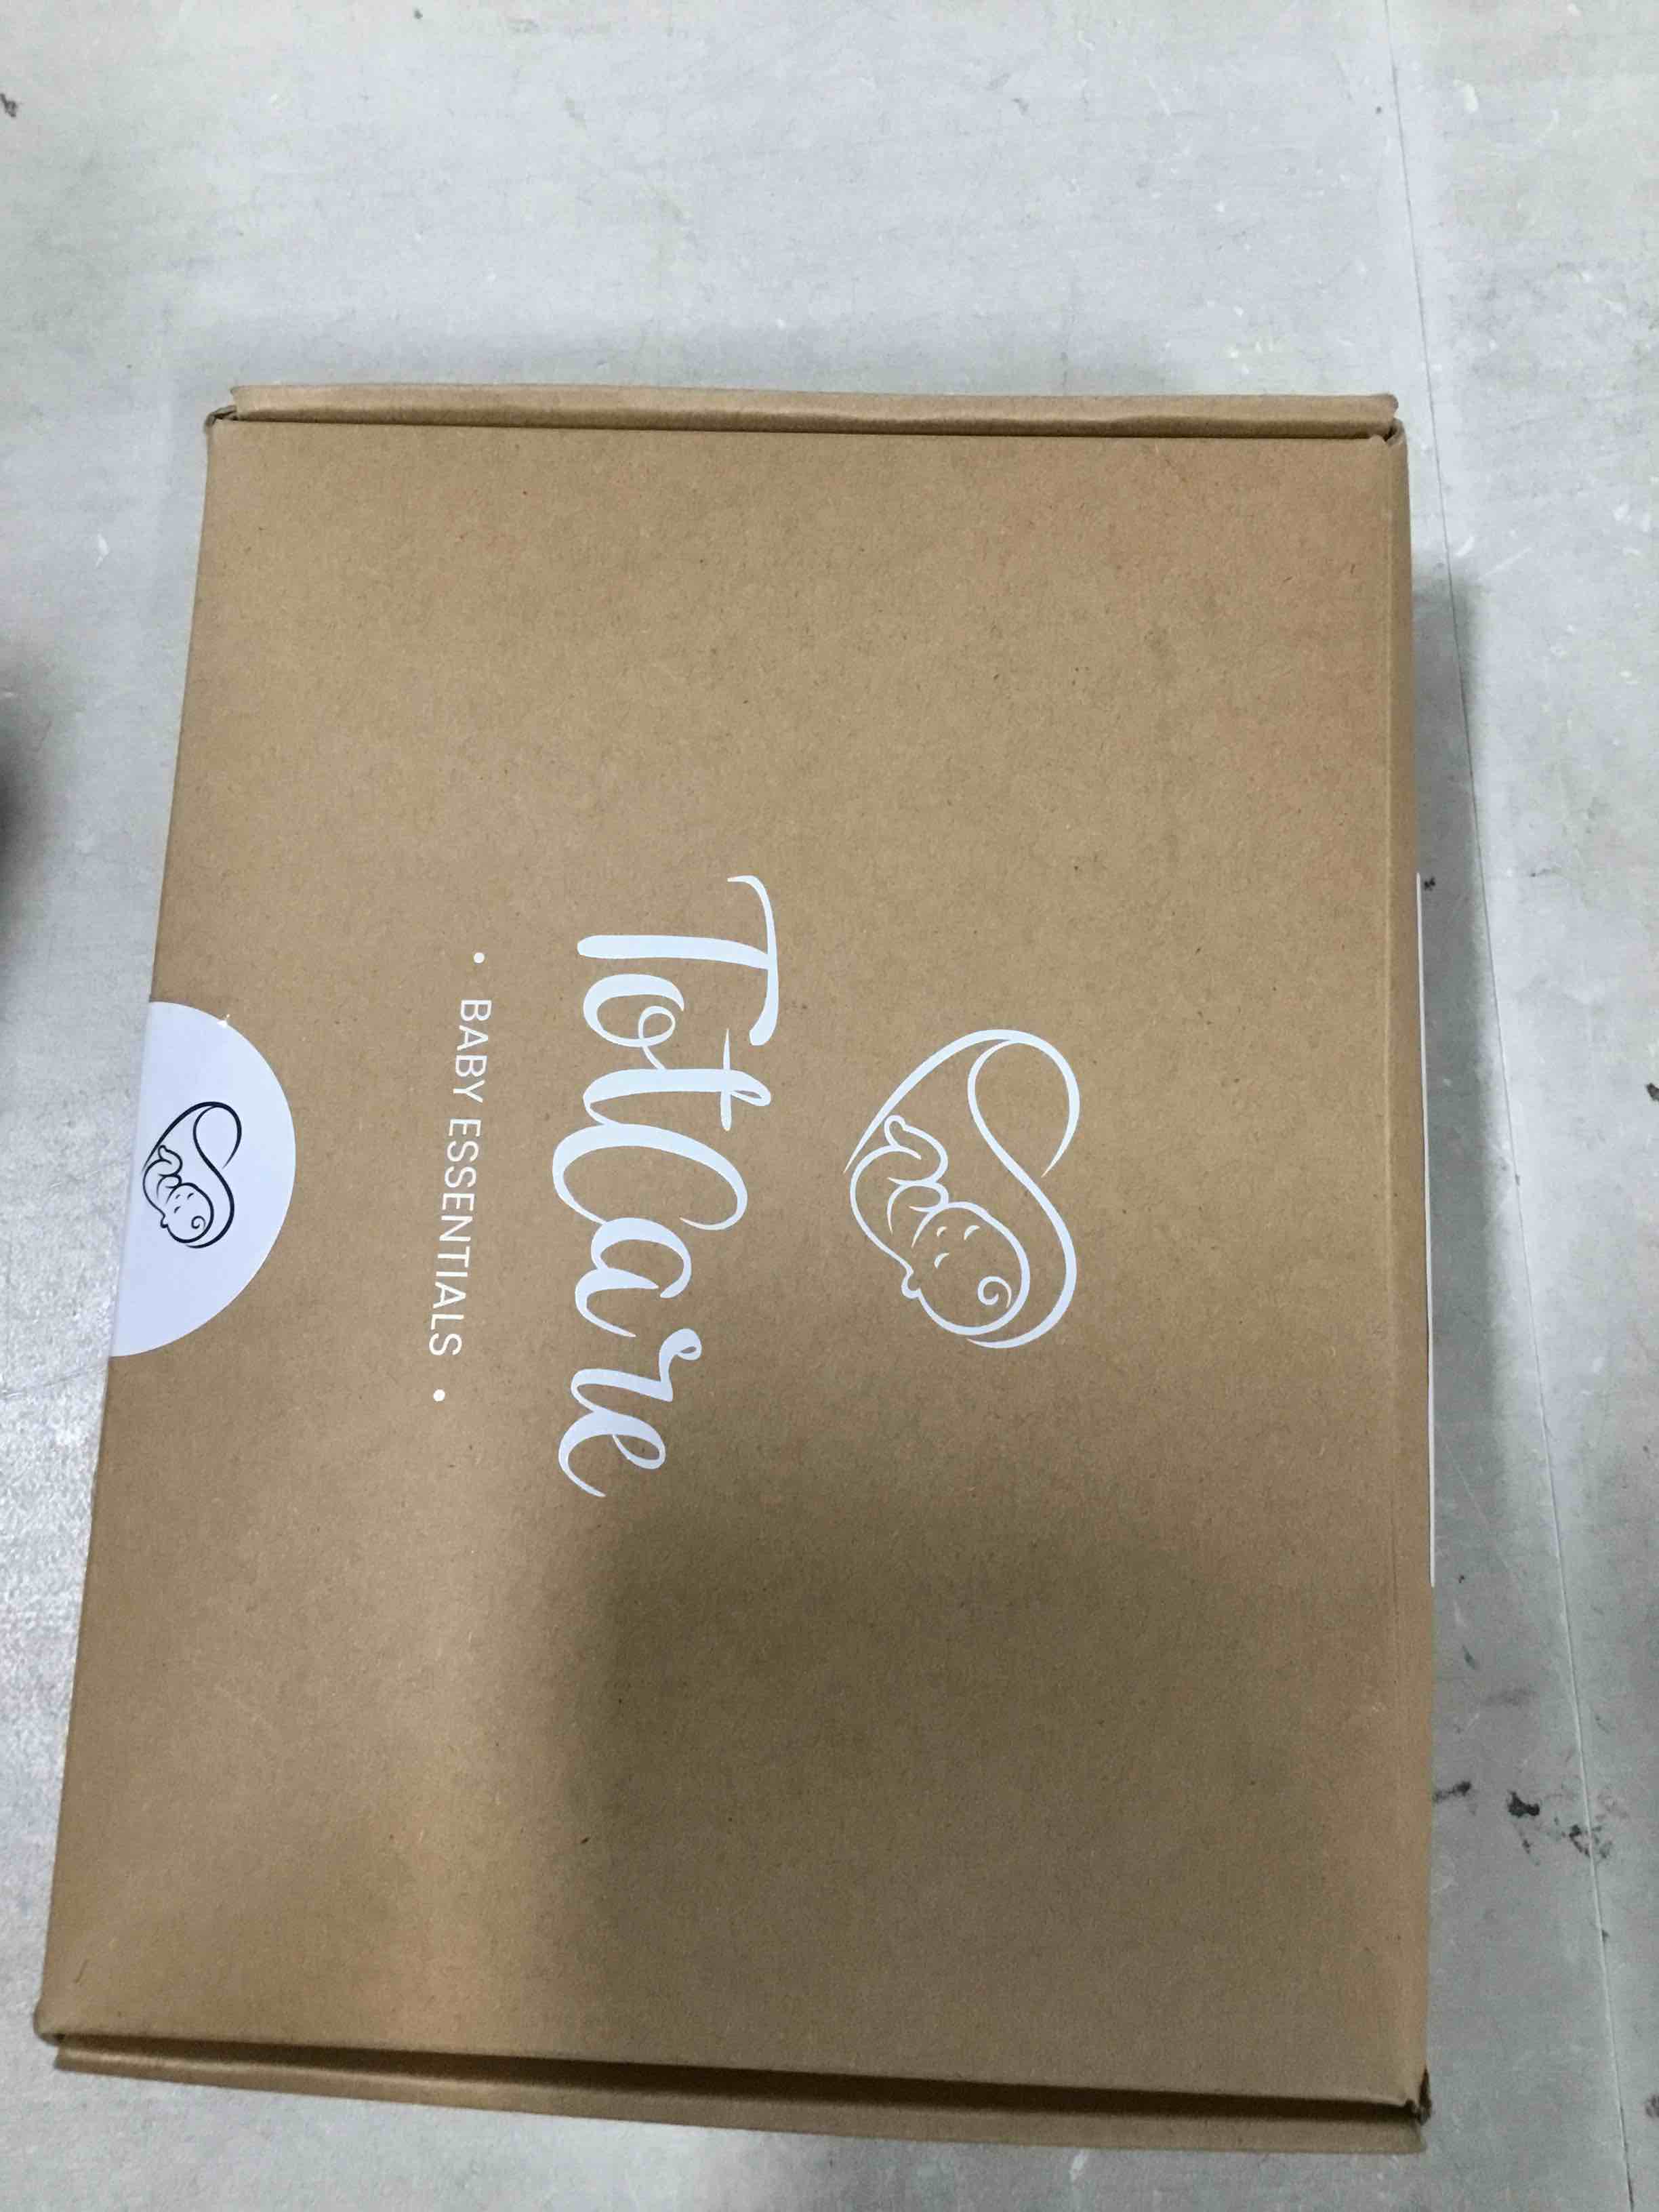 TotCare
• BABY ESSENTIALS •